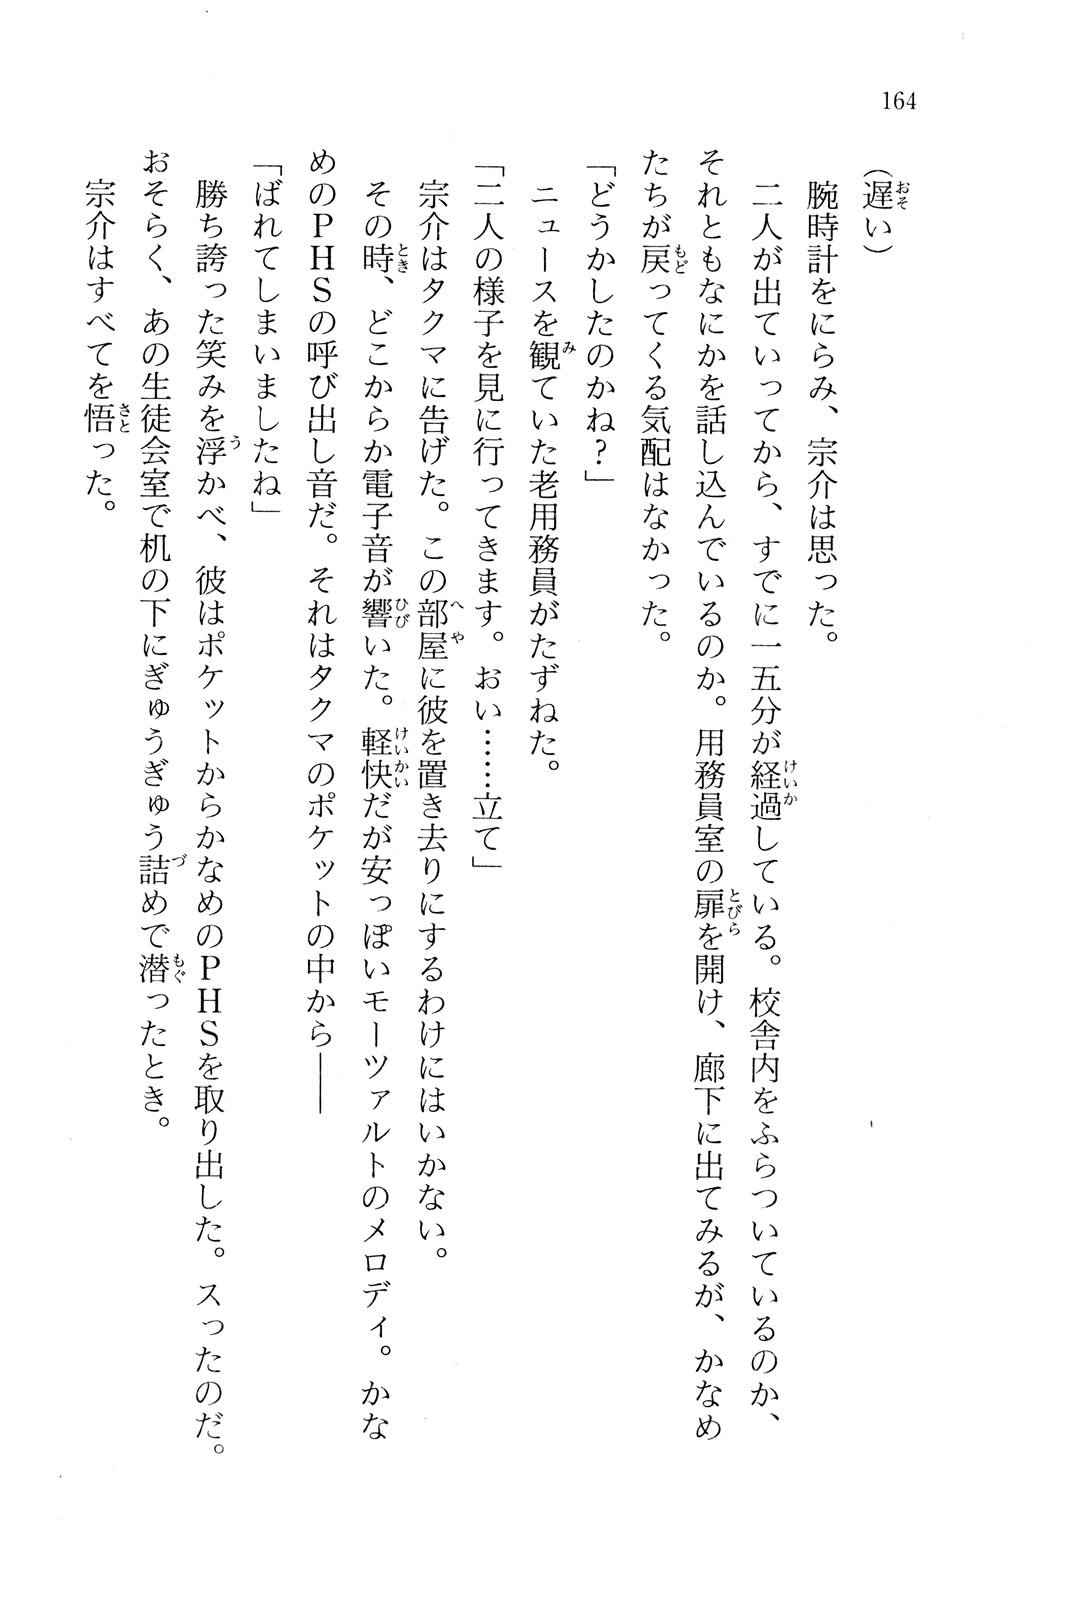 164
（遅い）
腕時計をにらみ、宗介は思った。
二人が出ていってから、すでに一五分が経過している。校舎内をふらついているのか、
それともなにかを話し込んでいるのか。用務員室の扉を開け、廊下に出てみるが、かなめ
たちが戻ってくる気配はなかった。
「どうかしたのかね？」
ニュースを観ていた老用務員がたずねた。
「二人の様子を見に行ってきます。おい……立て」
宗介はタクマに告げた。この部屋に彼を置き去りにするわけにはいかない。
その時、どこからか電子音が響いた。軽快だが安っぽいモーツァルトのメロディ。かな
めのＰＨＳの呼び出し音だ。それはタクマのポケットの中から――
「ばれてしまいましたね」
勝ち誇った笑みを浮かべ、彼はポケットからかなめのＰＨＳを取り出した。スったのだ。
おそらく、あの生徒会室で机の下にぎゅうぎゅう詰めで潜ったとき。
宗介はすべてを悟った。